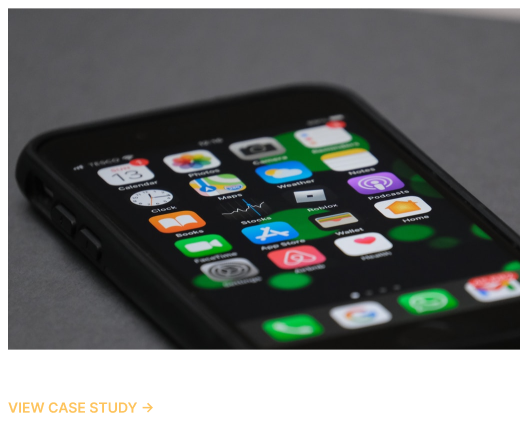 TESCO
13
Calendar
Photos
Camera
Reminders
Clock
Maps
Weather
Notes
Books
Stocks
Roblox
Podcasts
FaceTime
App Store
Wallet
Home
Settings
Airbnb
Health
VIEW CASE STUDY →